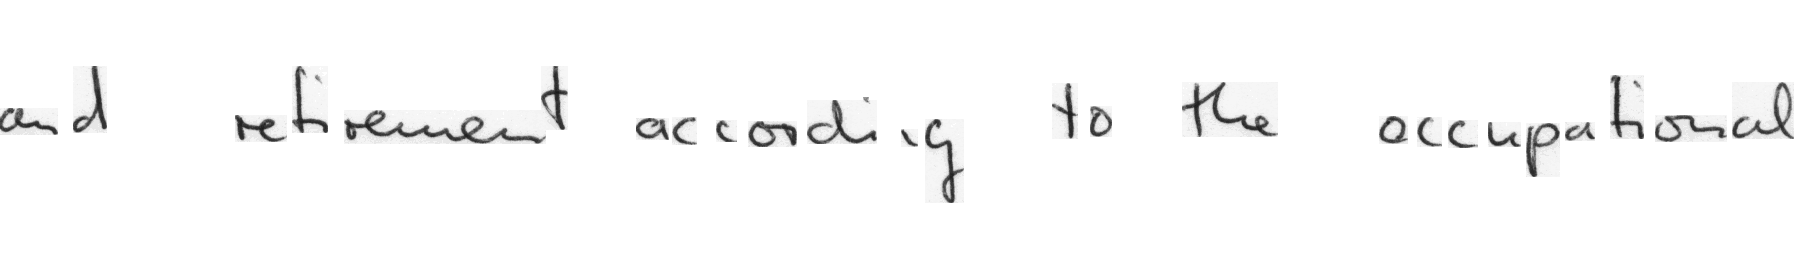 and retirement according to the occupational